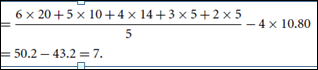 = 6 × 20 + 5 × 10 + 4 × 14 + 3 × 5 + 2 × 5 / 5 − 4 × 10.80
= 50.2 − 43.2 = 7.